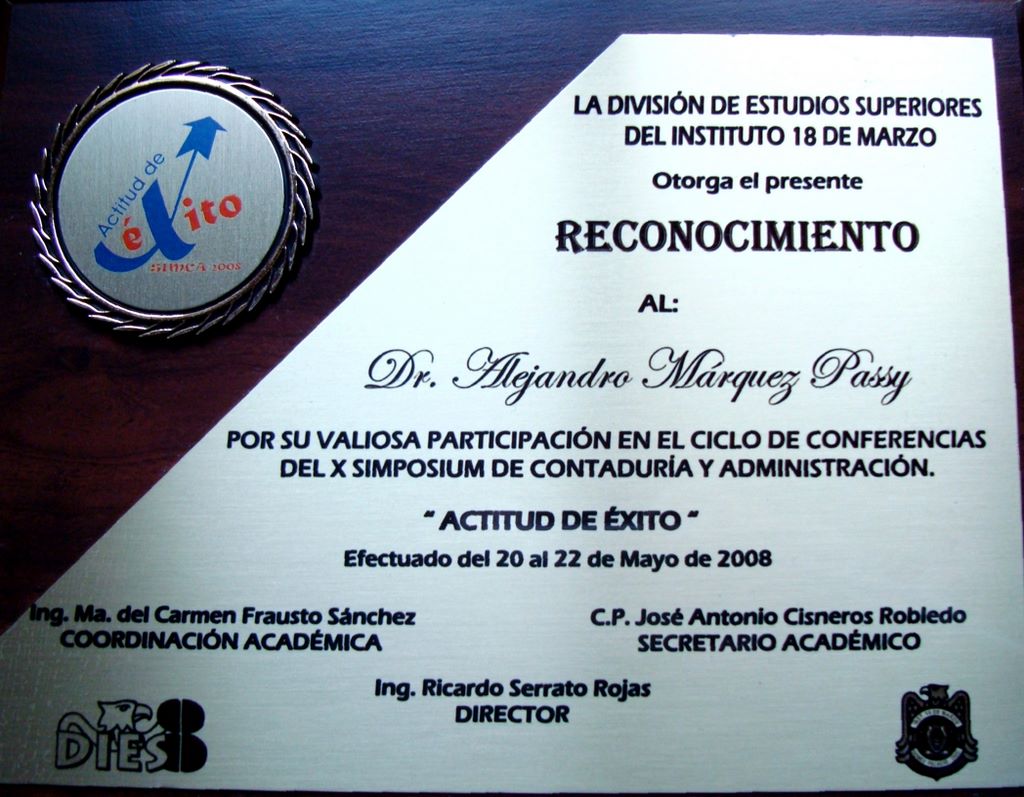 Actitud de
éxito
SIMCA 2008
LA DIVISIÓN DE ESTUDIOS SUPERIORES
DEL INSTITUTO 18 DE MARZO
Otorga el presente
RECONOCIMIENTO
AL:
Dr. Alejandro Márquez Passy
POR SU VALIOSA PARTICIPACIÓN EN EL CICLO DE CONFERENCIAS
DEL X SIMPOSIUM DE CONTADURÍA Y ADMINISTRACIÓN.
" ACTITUD DE ÉXITO "
Efectuado del 20 al 22 de Mayo de 2008
Ing. Ma. del Carmen Frausto Sánchez
COORDINACIÓN ACADÉMICA
C.P. José Antonio Cisneros Robledo
SECRETARIO ACADÉMICO
Ing. Ricardo Serrato Rojas
DIRECTOR
DIES